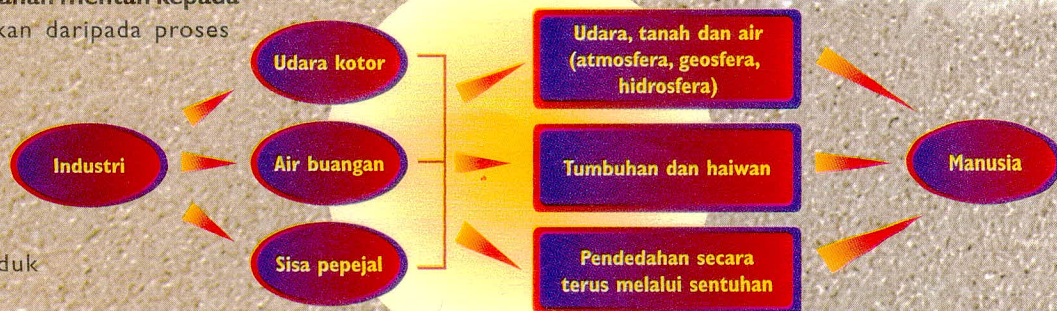 kepada
kan daripada proses
duk
Industri
Udara kotor
Air buangan
Sisa pepejal
Udara, tanah dan air
(atmosfera, geosfera,
hidrosfera)
Tumbuhan dan haiwan
Pendedahan secara
terus melalui sentuhan
Manusia